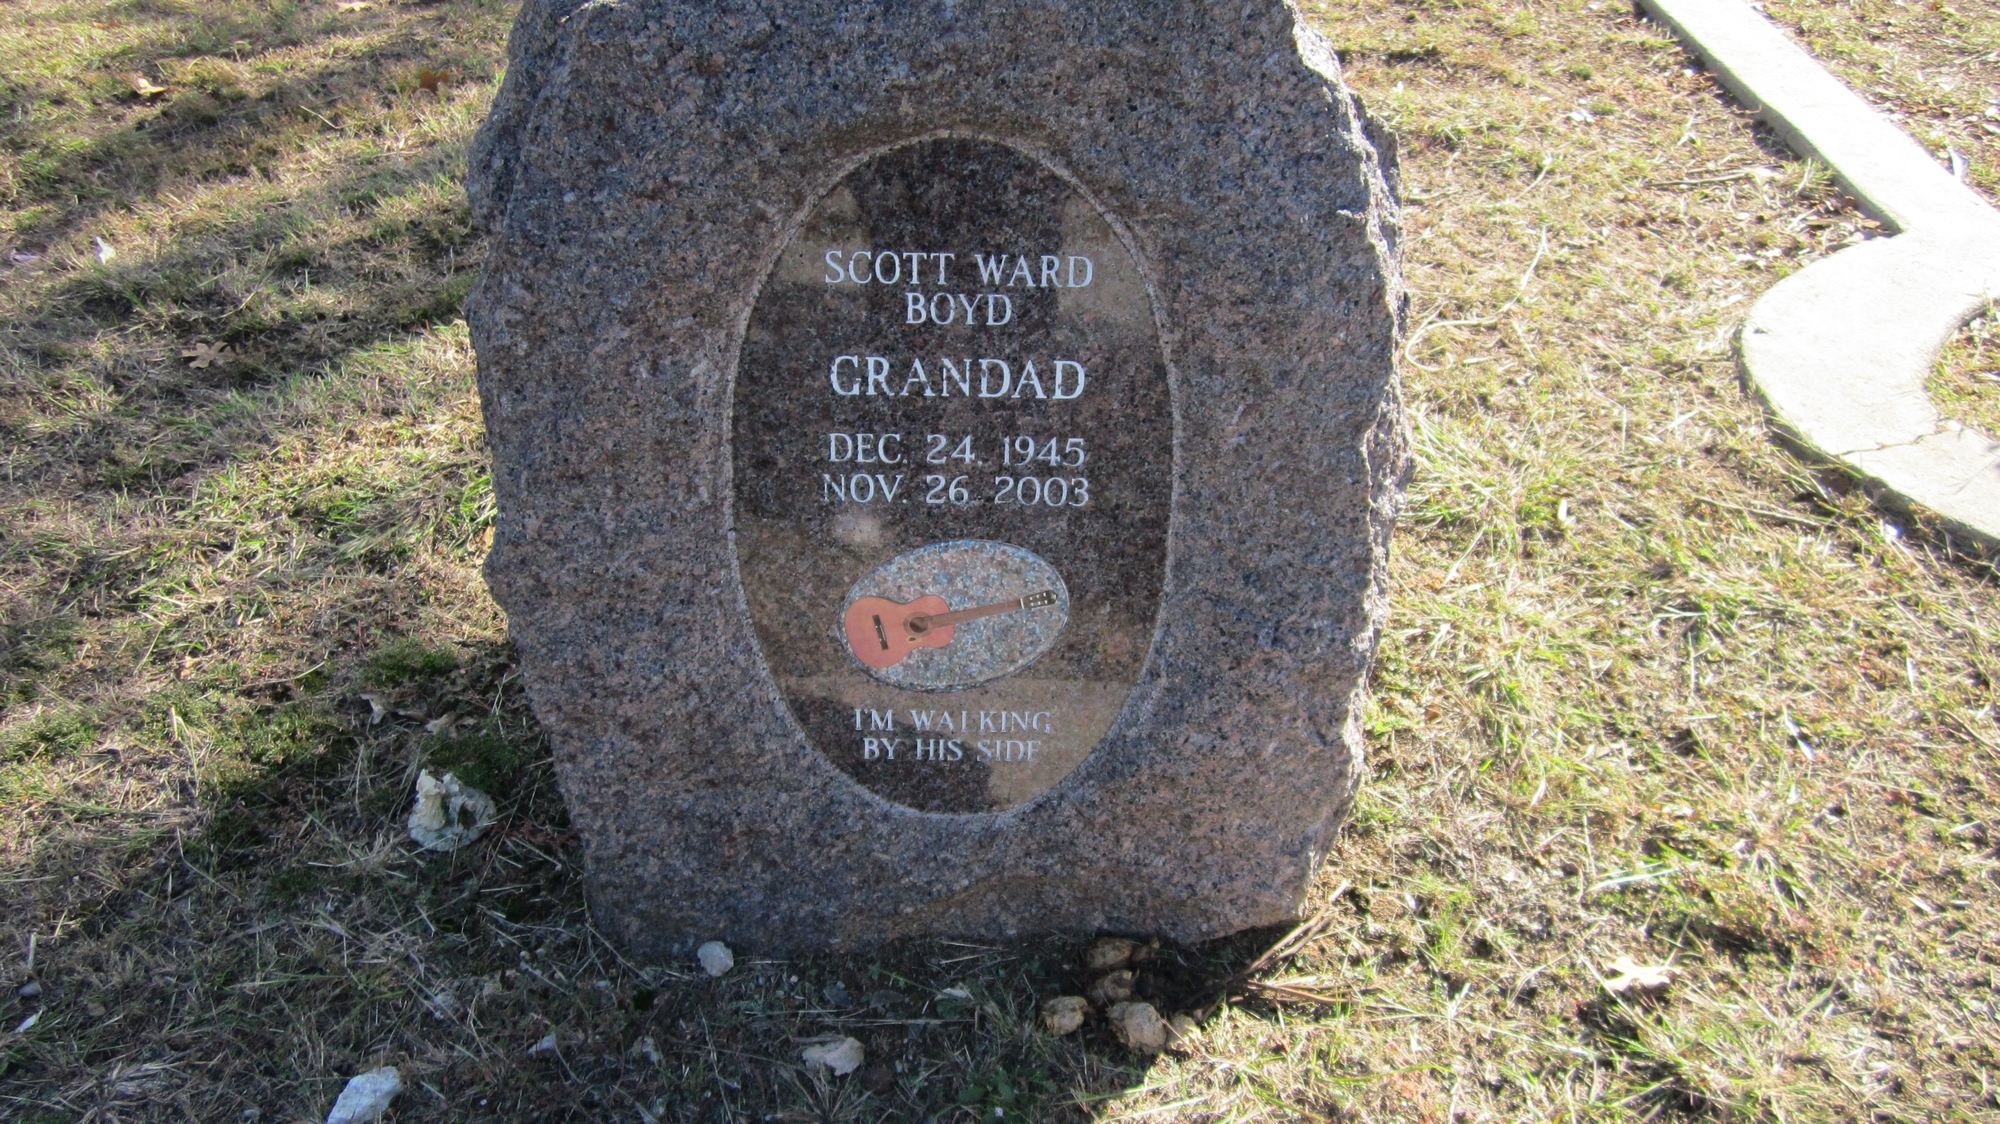 SCOTT WARD
BOYD
GRANDAD
DEC. 24, 1945
NOV. 26, 2003
I'M WALKING
BY HIS SIDE